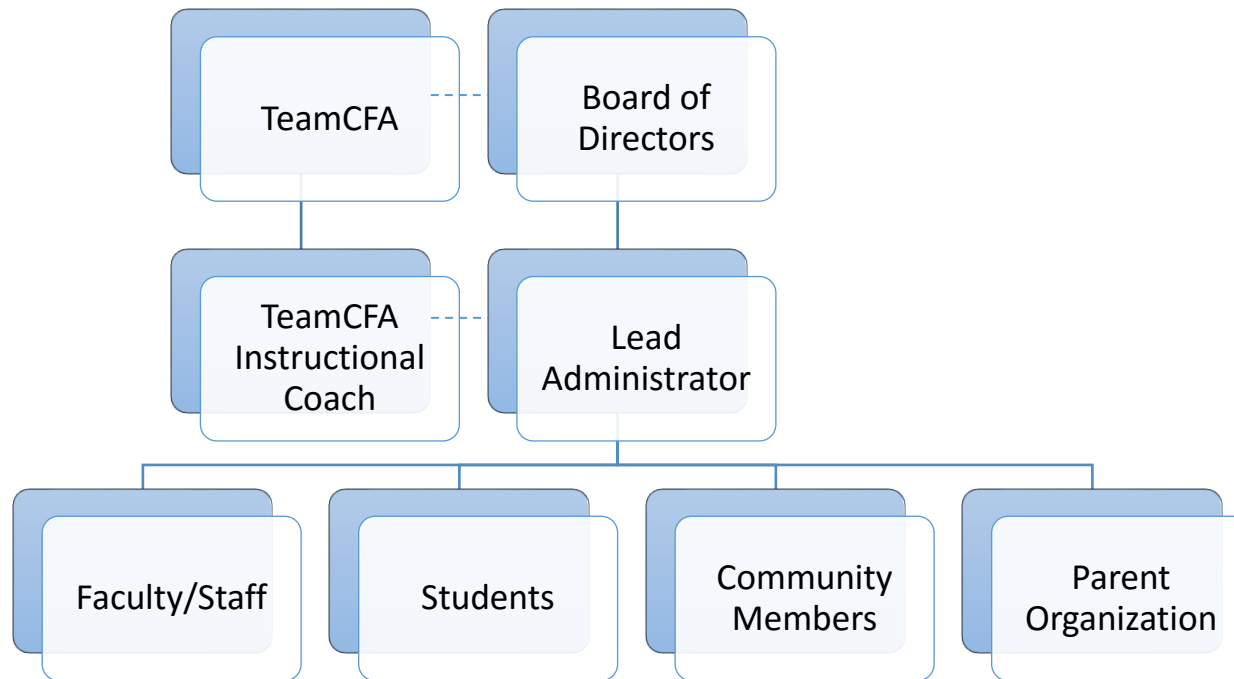 TeamCFA
Board of
Directors
TeamCFA
Instructional
Coach
Lead
Administrator
Faculty/Staff
Students
Community
Members
Parent
Organization